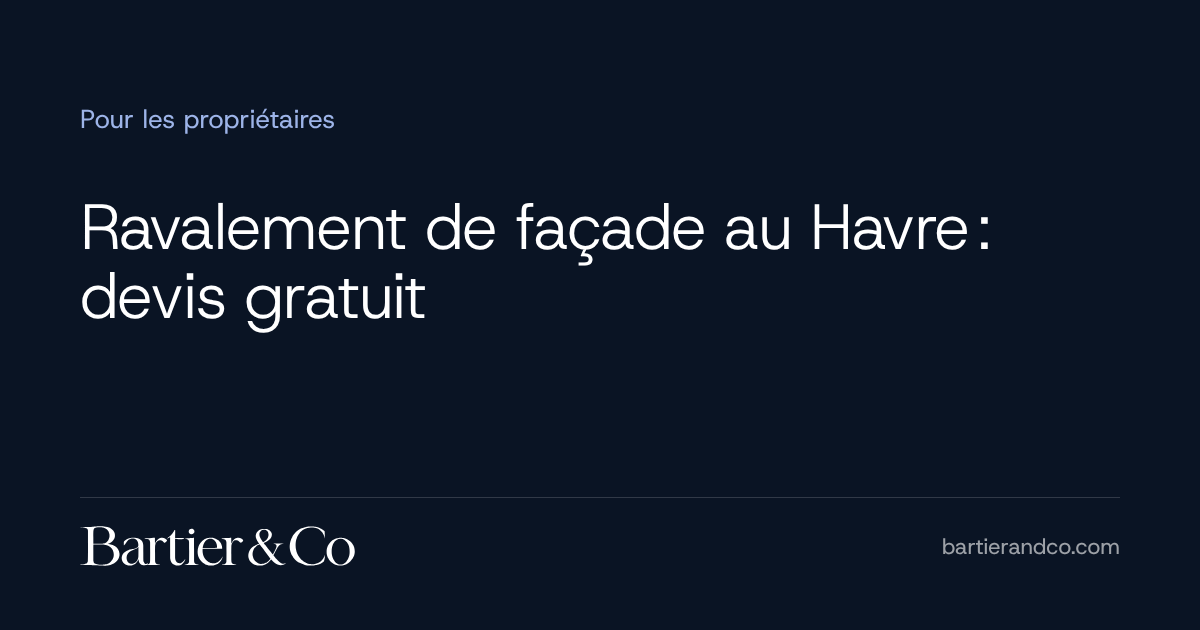 Pour les propriétaires
Ravalement de façade au Havre :
devis gratuit
Bartier & Co
bartierandco.com